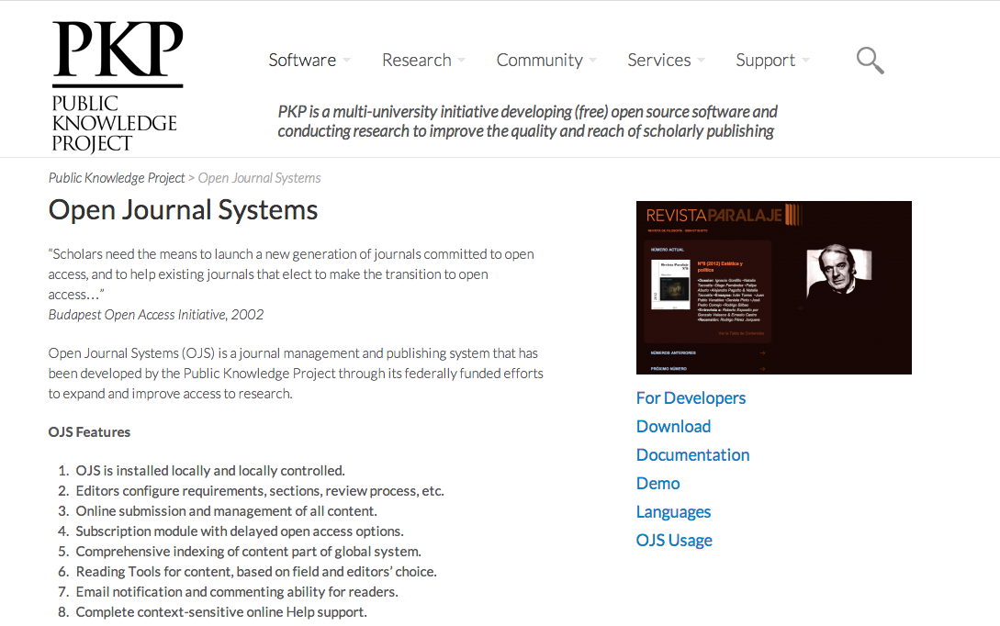 PKP
PUBLIC
KNOWLEDGE
PROJECT
Software
Research
Community
Services
Support
PKP is a multi-university initiative developing (free) open source software and
conducting research to improve the quality and reach of scholarly publishing
Public Knowledge Project > Open Journal Systems
Open Journal Systems
“Scholars need the means to launch a new generation of journals committed to open
access, and to help existing journals that elect to make the transition to open
access…”
Budapest Open Access Initiative, 2002
Open Journal Systems (OJS) is a journal management and publishing system that has
been developed by the Public Knowledge Project through its federally funded efforts
to expand and improve access to research.
OJS Features
1. OJS is installed locally and locally controlled.
2. Editors configure requirements, sections, review process, etc.
3. Online submission and management of all content.
4. Subscription module with delayed open access options.
5. Comprehensive indexing of content part of global system.
6. Reading Tools for content, based on field and editors’ choice.
7. Email notification and commenting ability for readers.
8. Complete context-sensitive online Help support.
REVISTA PARALAJE
NÚMERO ACTUAL
Revista Paralaje
Nº8
Nº8 (2012) Estética y
política
NÚMEROS ANTERIORES
PRÓXIMO NÚMERO
For Developers
Download
Documentation
Demo
Languages
OJS Usage